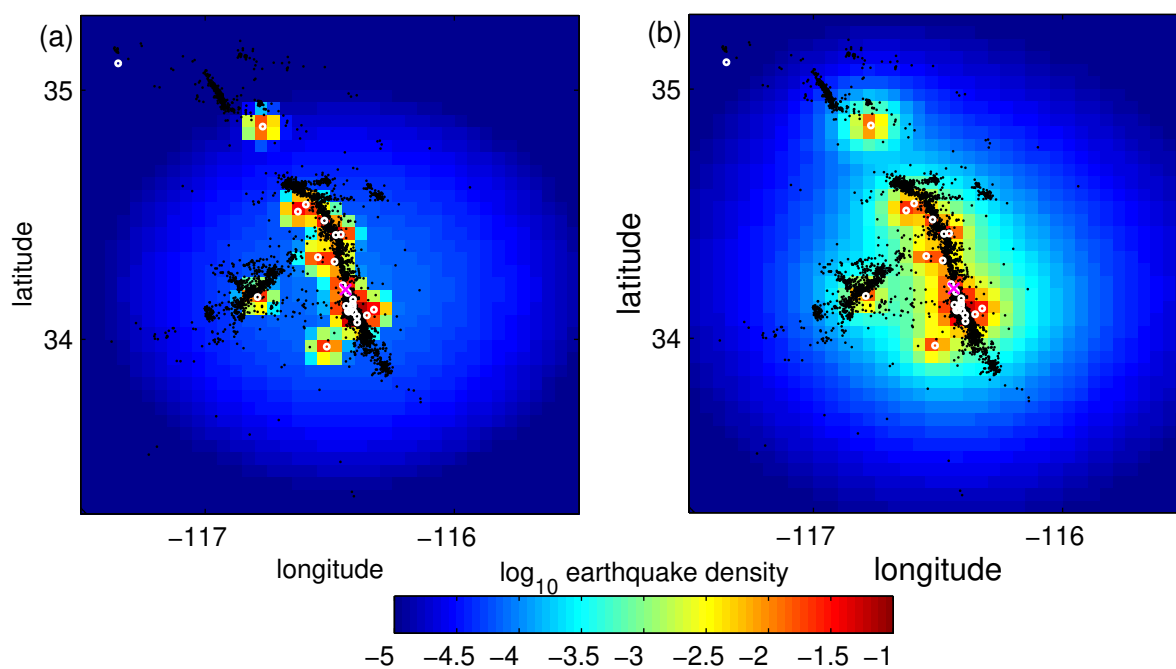 (a)
35
34
latitude
−117
−116
longitude
(b)
35
34
latitude
−117
−116
longitude
log10 earthquake density
−5 −4.5 −4 −3.5 −3 −2.5 −2 −1.5 −1